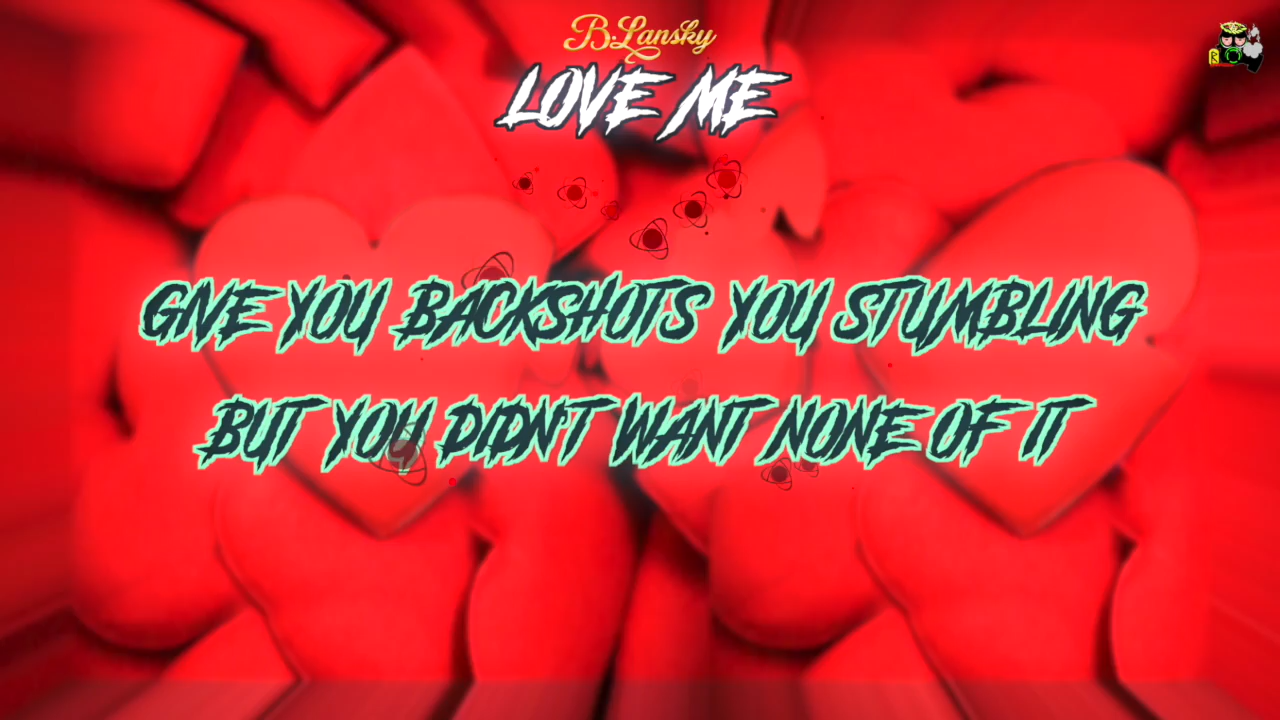 B.Lansky
LOVE ME
GIVE YOU BACKSHOTS YOU STUMBLING
BUT YOU DIDN'T WANT NONE OF IT
R